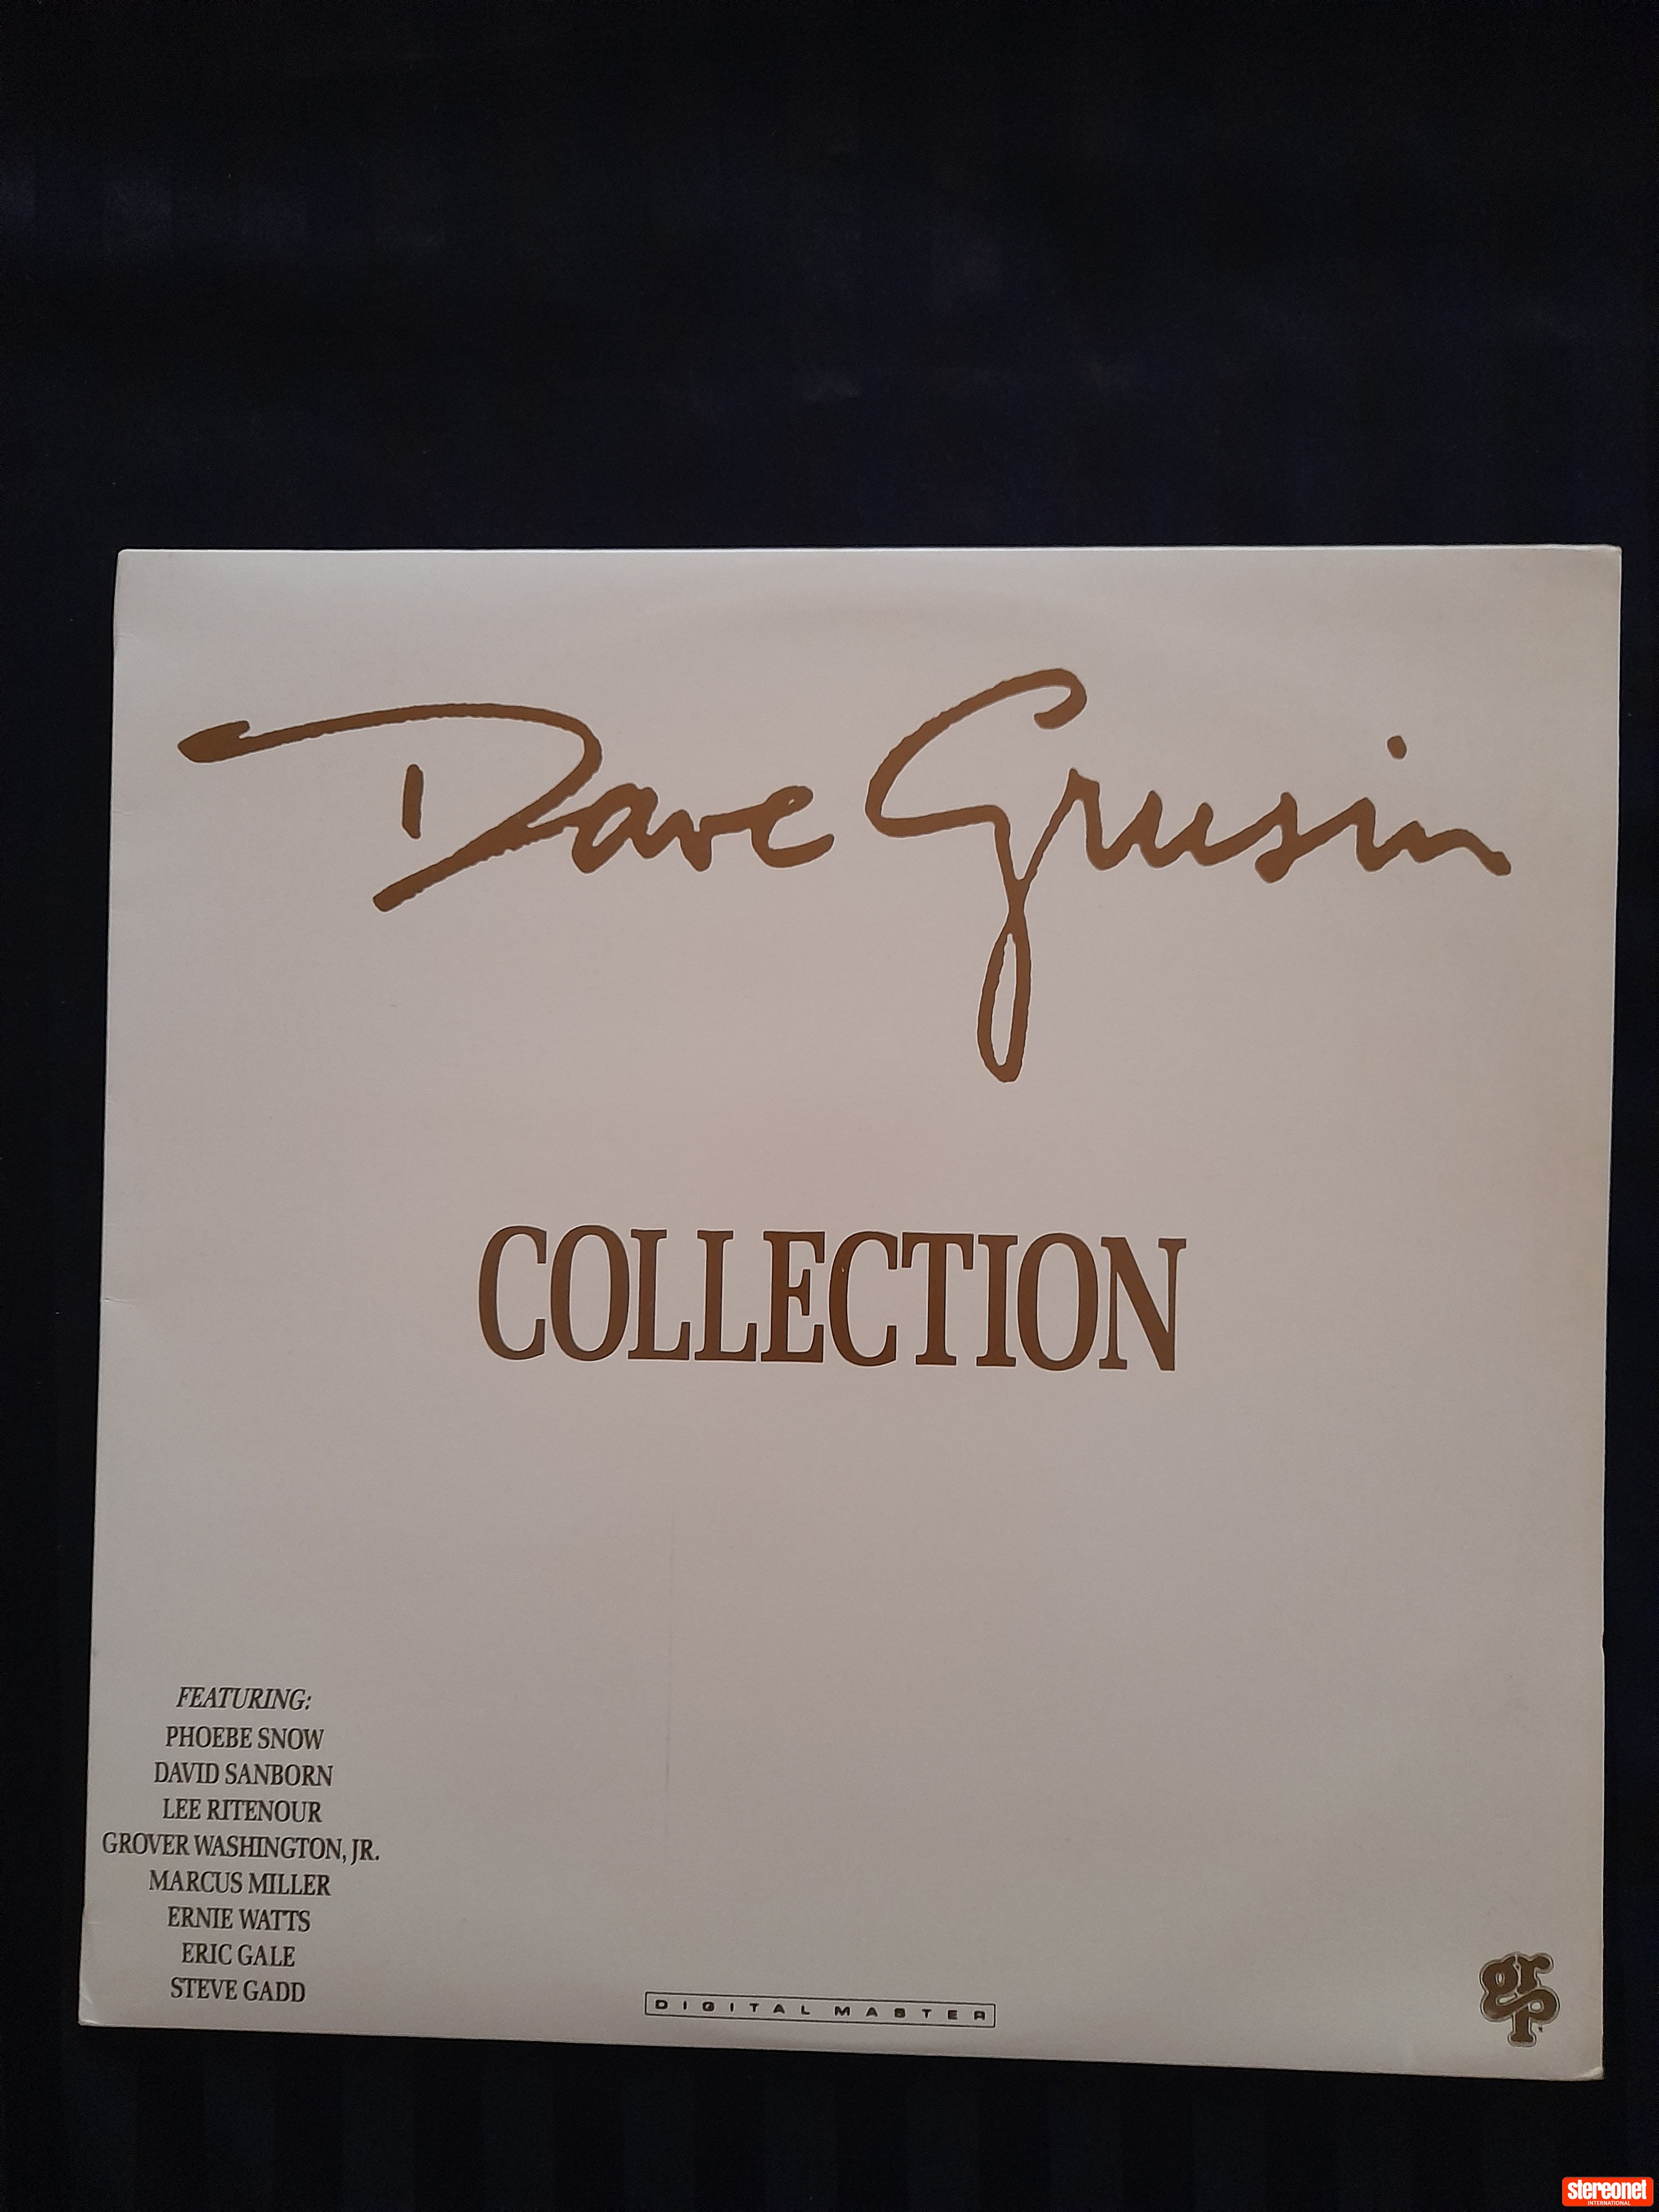 Dave Grusin
COLLECTION
FEATURING:
PHOEBE SNOW
DAVID SANBORN
LEE RITENOUR
GROVER WASHINGTON, JR.
MARCUS MILLER
ERNIE WATTS
ERIC GALE
STEVE GADD
DIGITAL MASTER
grp
stereonet
INTERNATIONAL